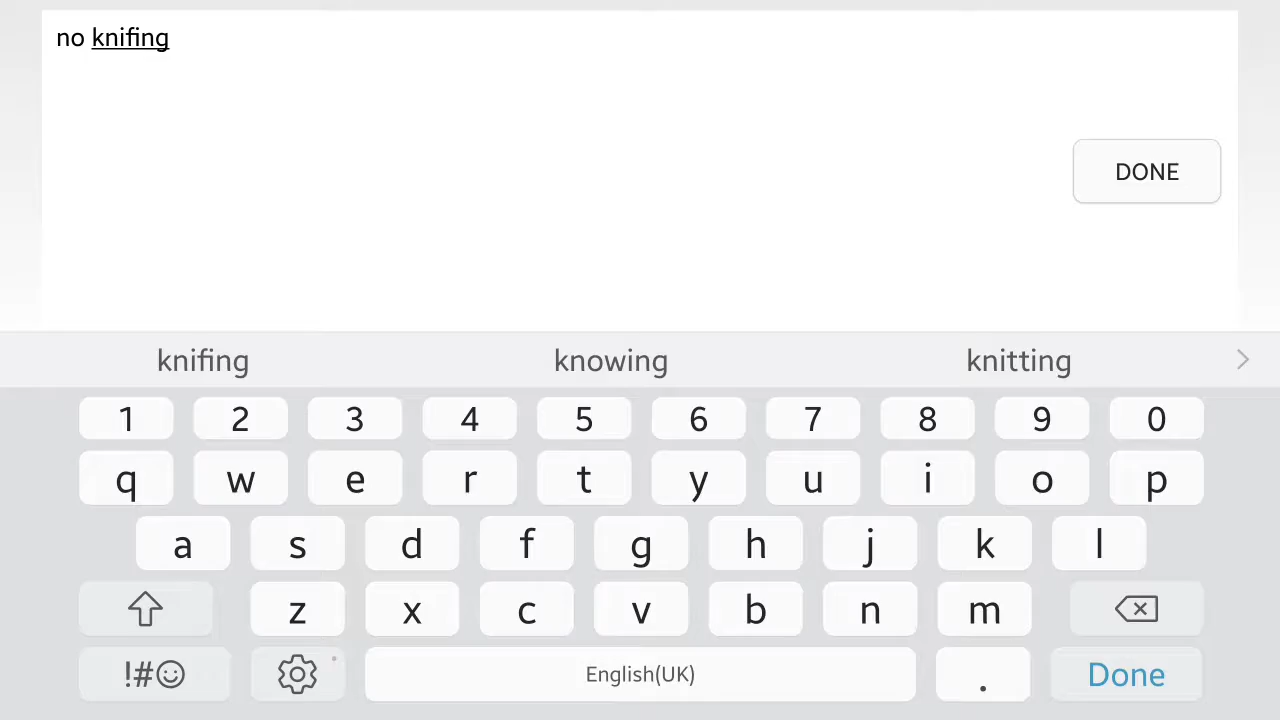 no knifing
DONE
knifing knowing knitting
1 2 3 4 5 6 7 8 9 0
q w e r t y u i o p
a s d f g h j k l
z x c v b n m
!#☺ English(UK) . Done